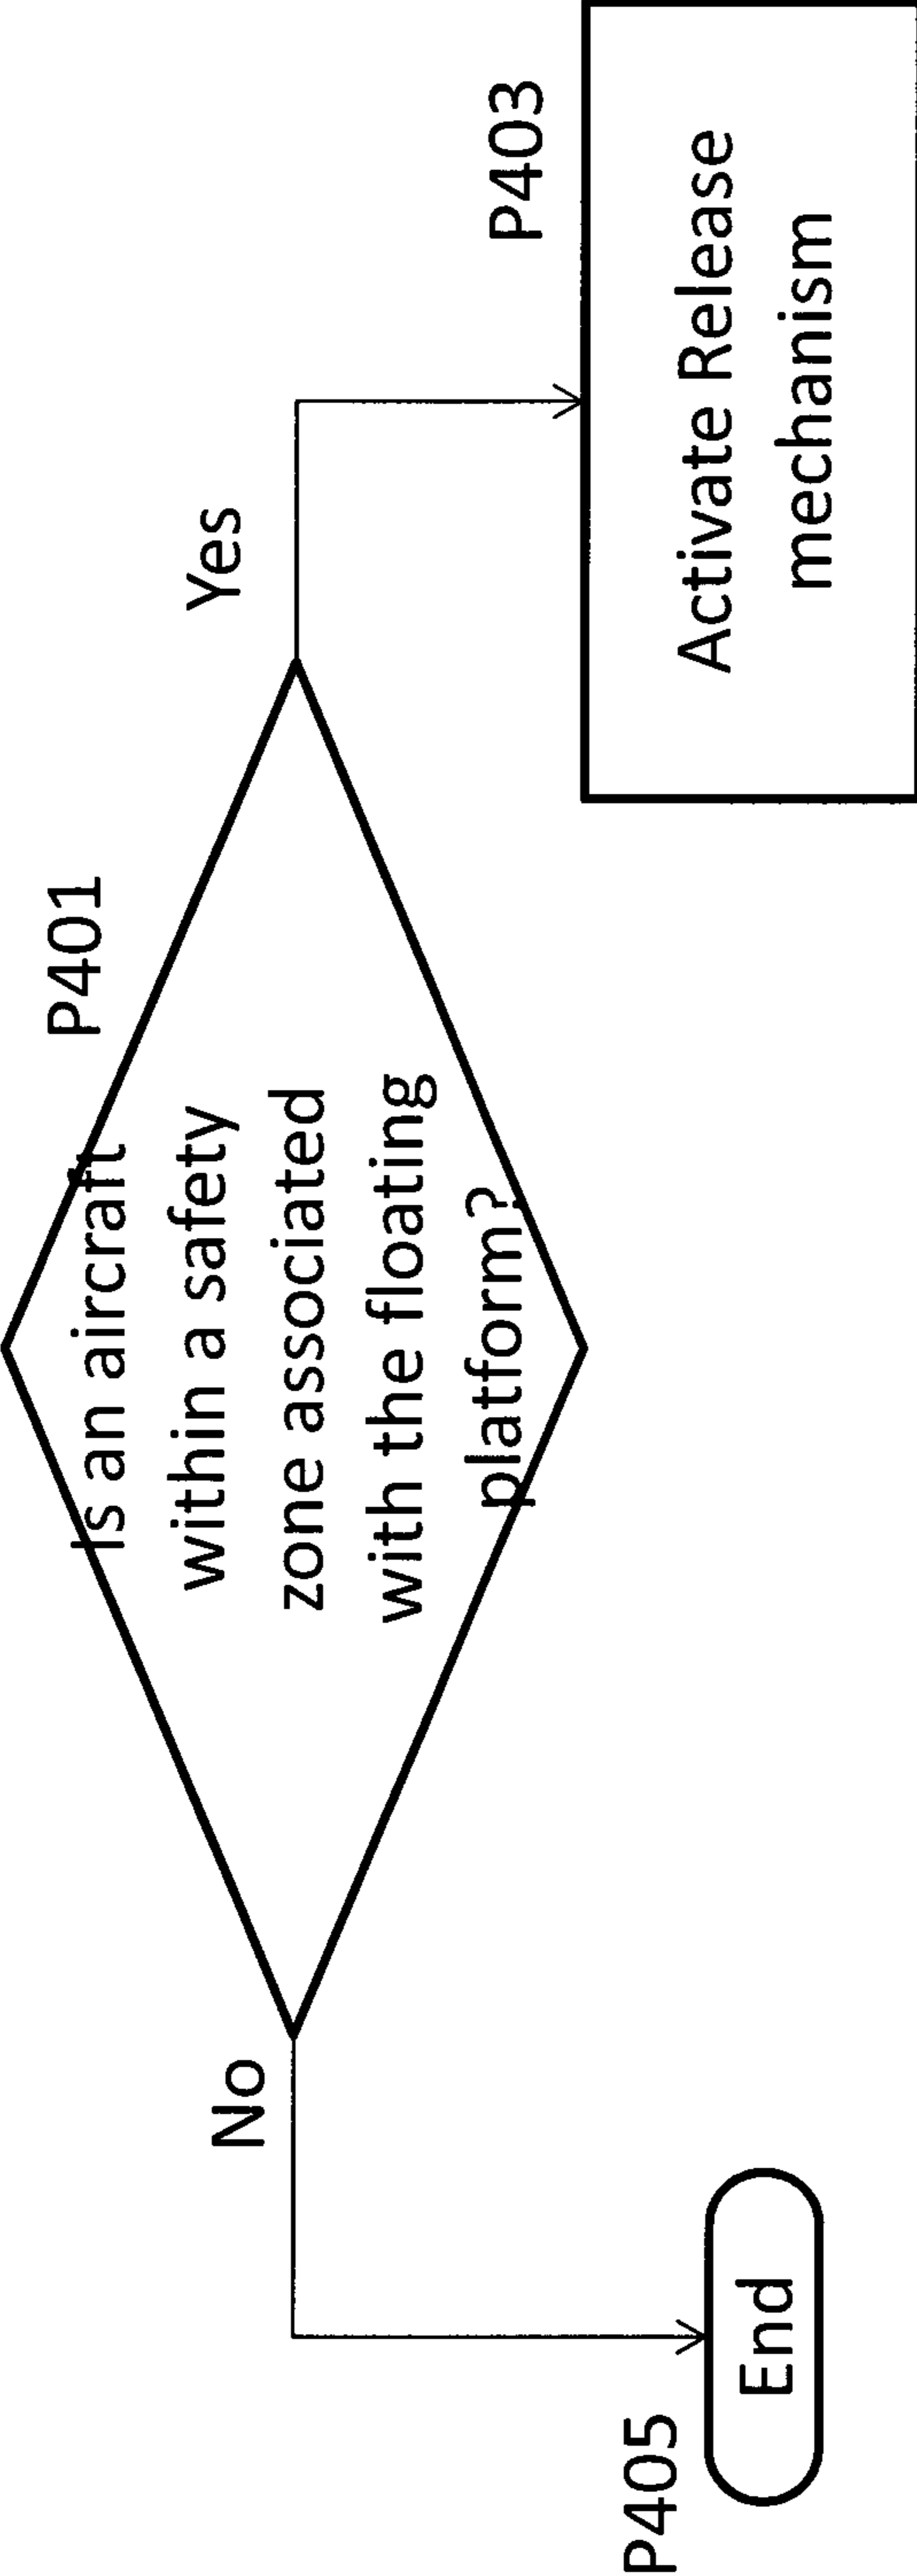 P401
Is an aircraft
within a safety
zone associated
with the floating
platform?
No
Yes
P405
End
P403
Activate Release
mechanism